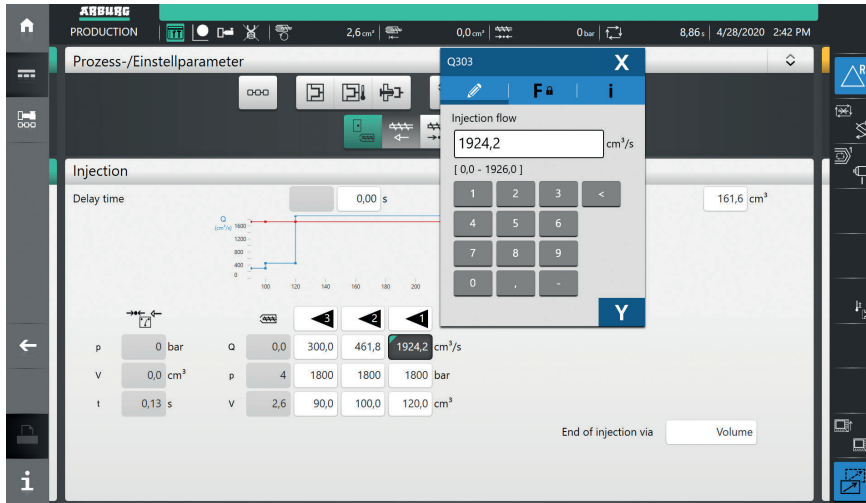 ARBURG
PRODUCTION
2,6 cm³
0,0 cm³
0 bar
8,86 s
4/28/2020 2:42 PM
Prozess-/Einstellparameter
Injection
Delay time
0,00 s
161,6 cm³
Q
(cm³/s)
1600
1200
800
400
0
100 120 140 160 180 200
3 2 1
p 0 bar Q 0,0 300,0 461,8 1924,2 cm³/s
V 0,0 cm³ p 4 1800 1800 1800 bar
t 0,13 s V 2,6 90,0 100,0 120,0 cm³
End of injection via Volume
Q303 X
F i
Injection flow
1924,2 cm³/s
[ 0,0 - 1926,0 ]
1 2 3 <
4 5 6
7 8 9
0 , -
Y
R
i